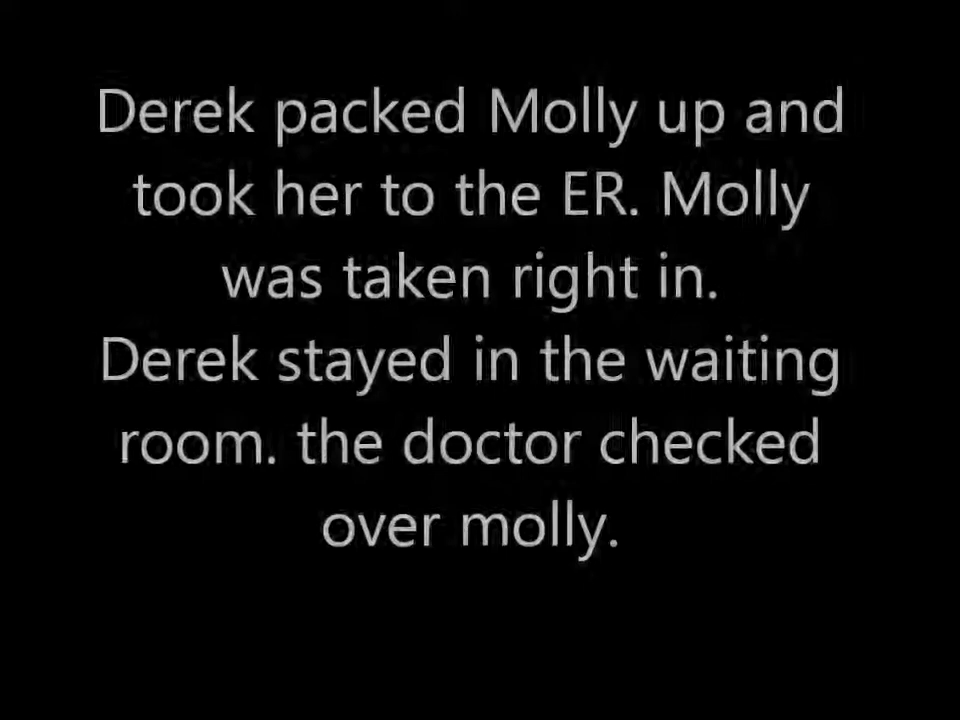 Derek packed Molly up and
took her to the ER. Molly
was taken right in.
Derek stayed in the waiting
room. the doctor checked
over molly.